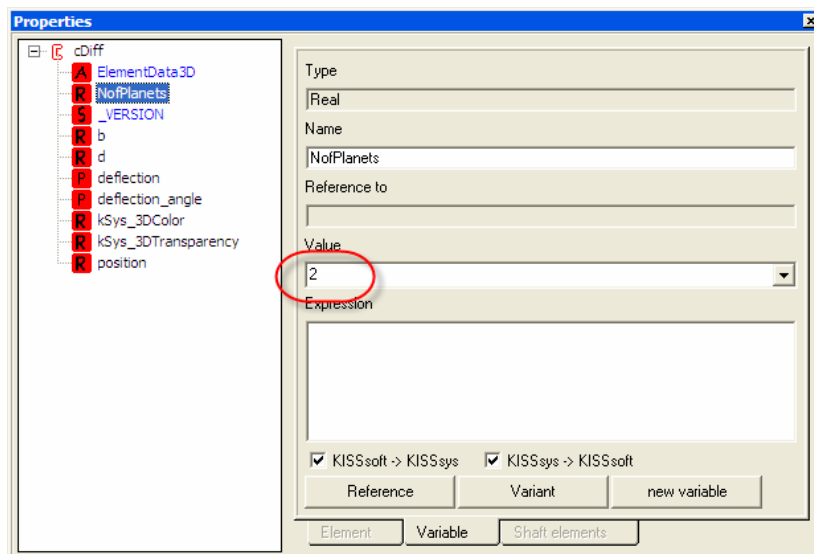 Properties
cDiff
A ElementData3D
R NofPlanets
$ _VERSION
R b
R d
P deflection
P deflection_angle
R kSys_3DColor
R kSys_3DTransparency
R position
Type
Real
Name
NofPlanets
Reference to
Value
2
Expression
KISSsoft -> KISSsys KISSsys -> KISSsoft
Reference Variant new variable
Element Variable Shaft elements